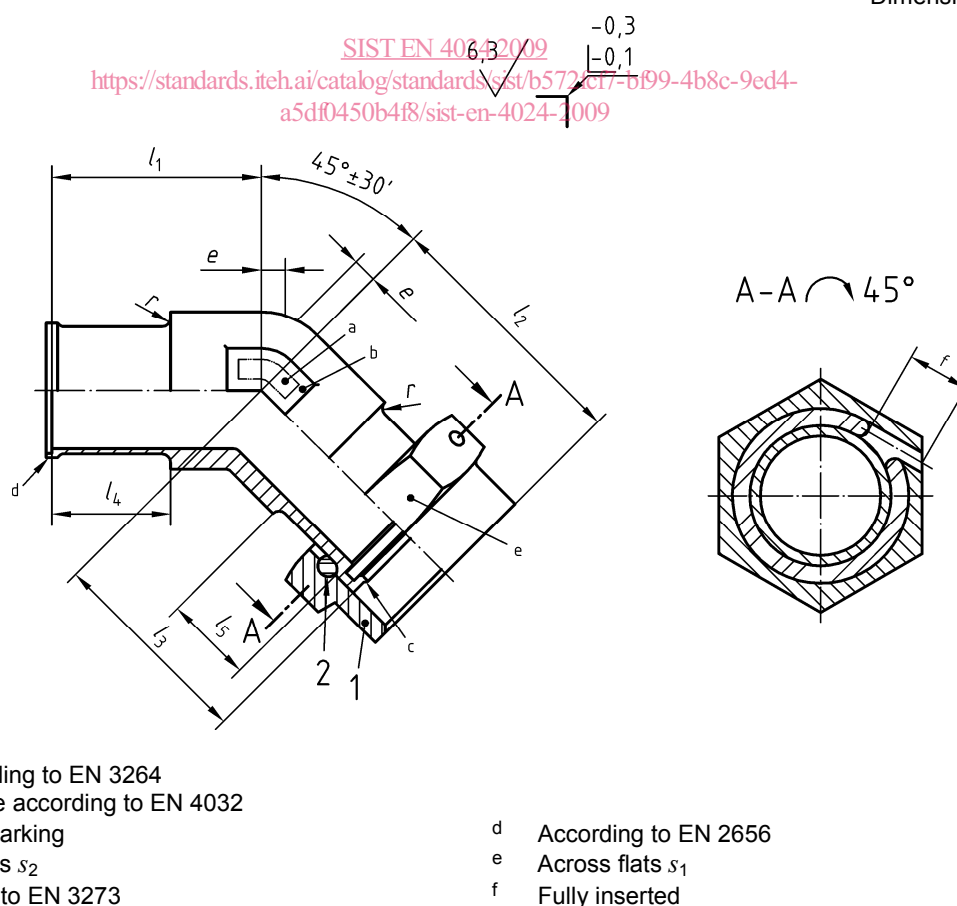 Dimensi
SIST EN 4024:2009
https://standards.iteh.ai/catalog/standards/sist/b572fcf7-bf99-4b8c-9ed4-
a5df0450b4f8/sist-en-4024-2009
6,3
-0,3
-0,1
l1
45°±30'
e
e
l2
r
a
b
r
A
A-A 45°
f
d
l4
e
l3
l5
A
2
1
c
ling to EN 3264
e according to EN 4032
arking
s s2
to EN 3273
d According to EN 2656
e Across flats s1
f Fully inserted